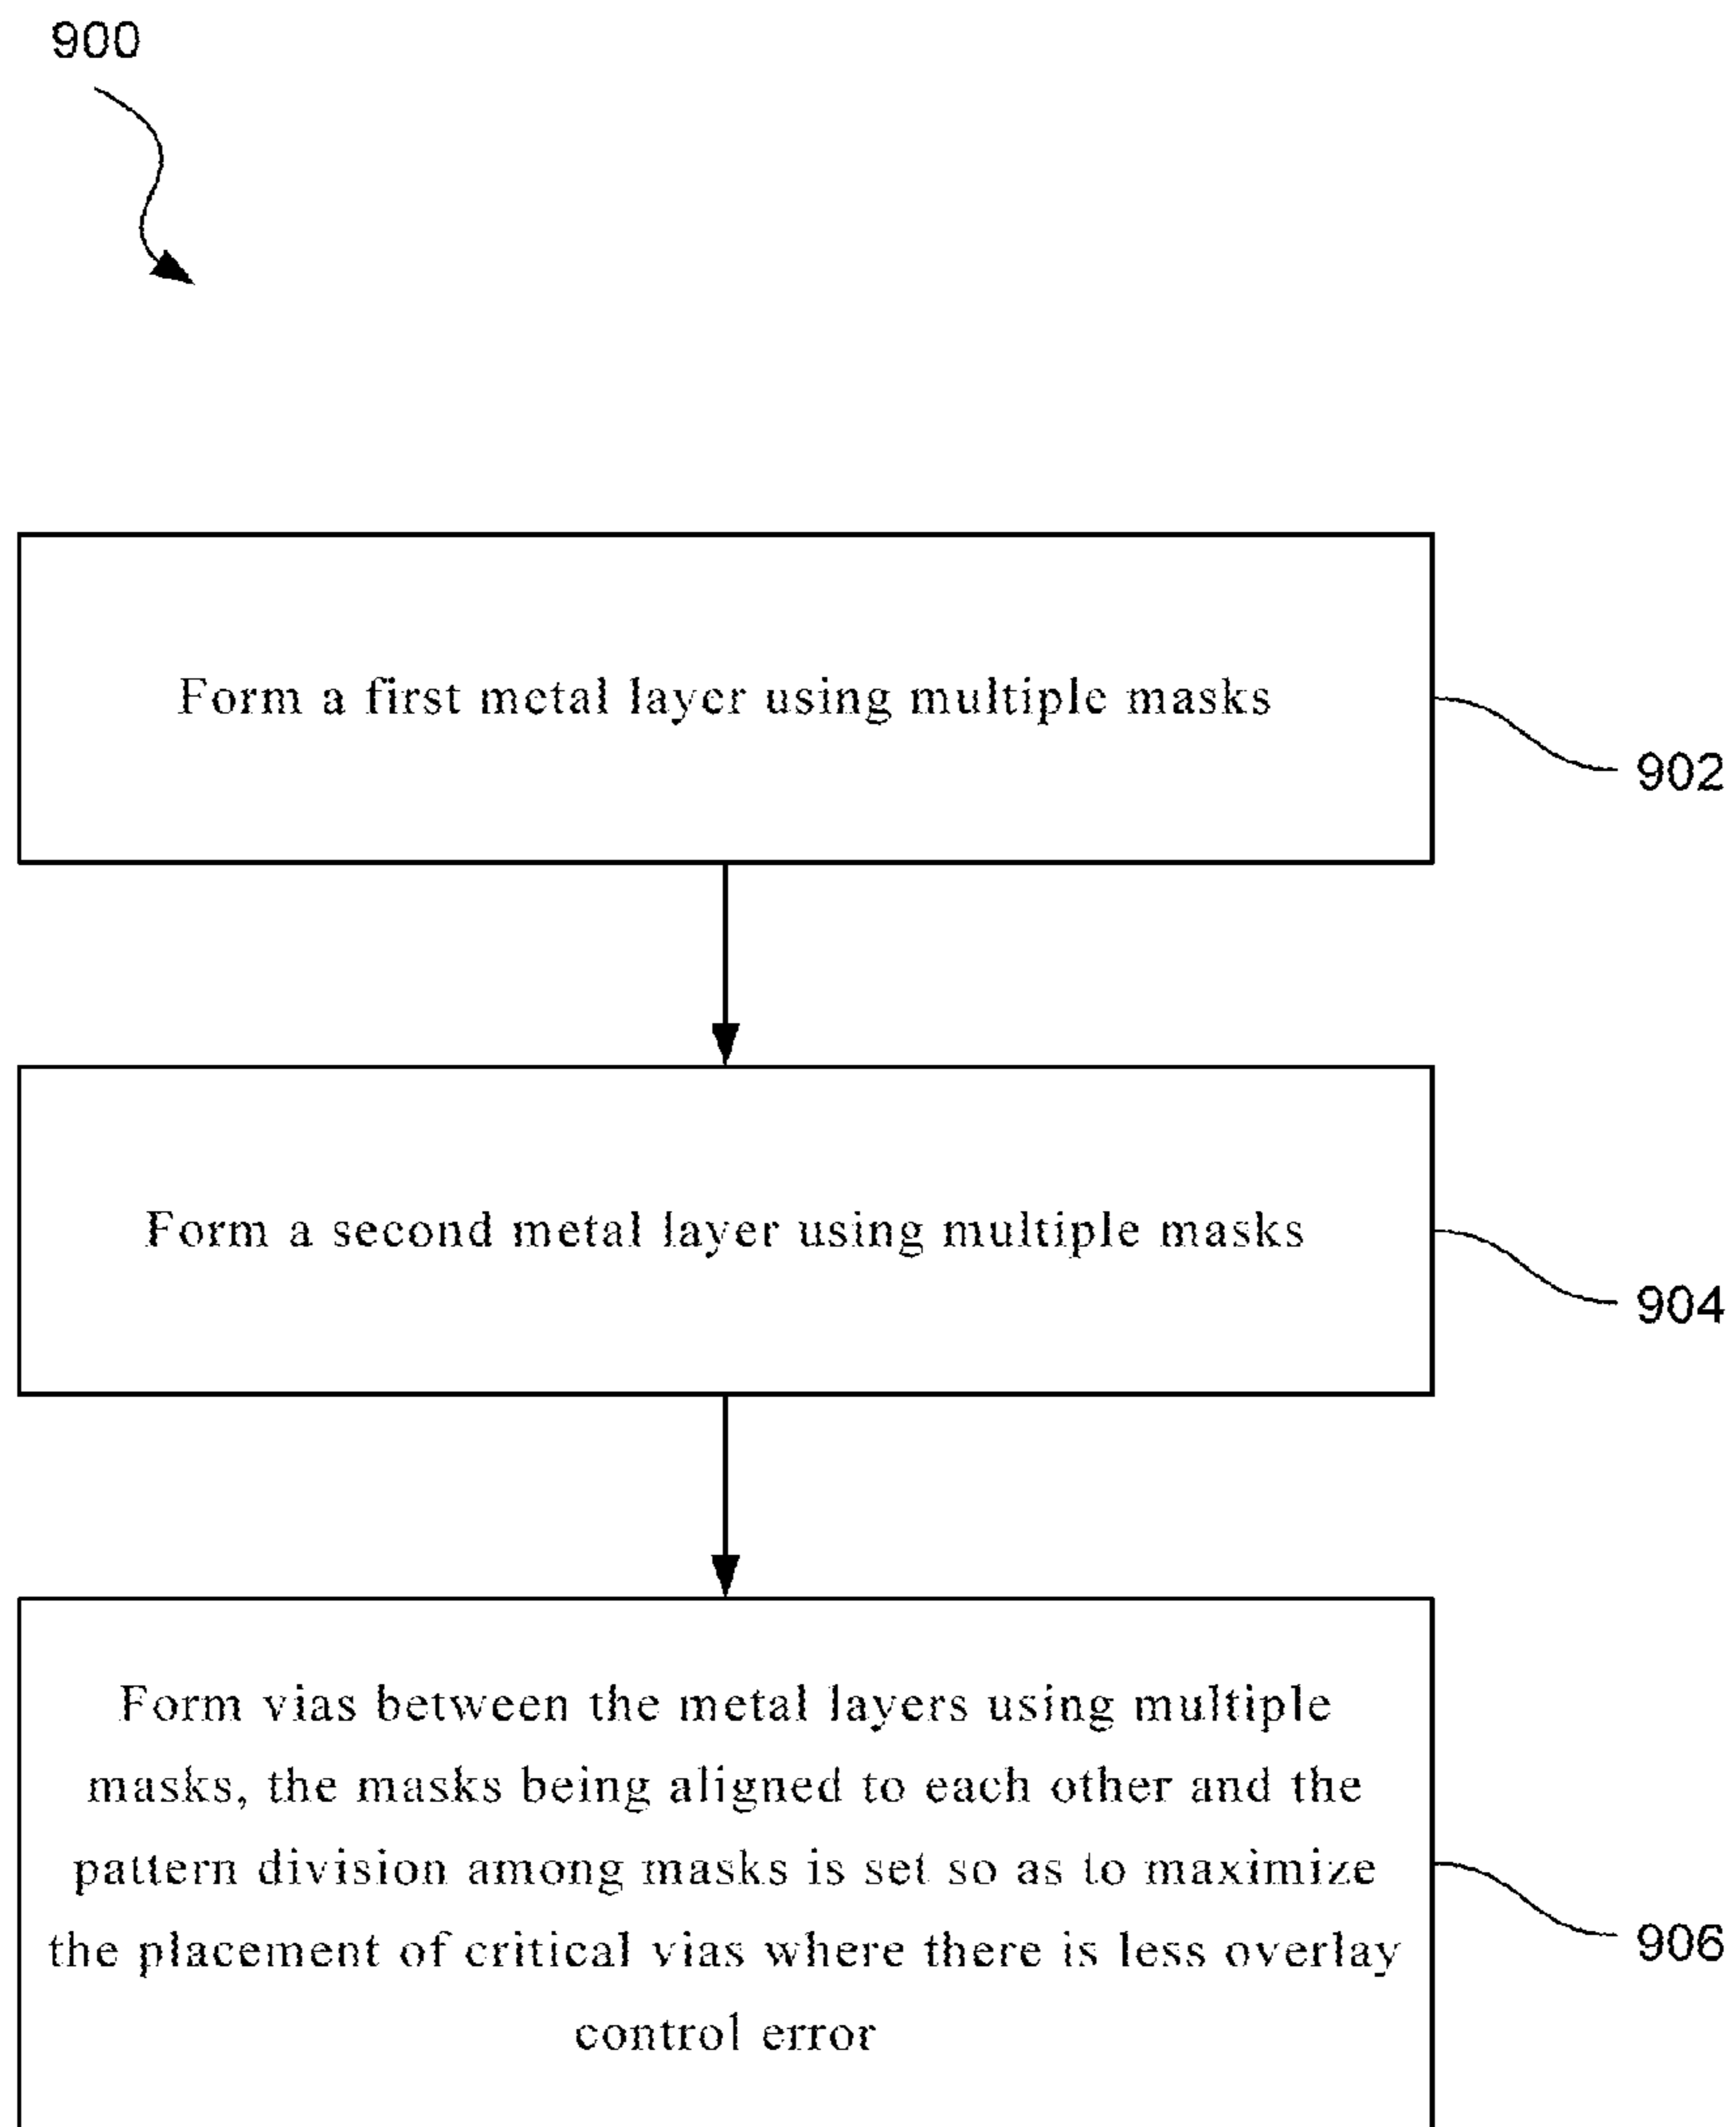 900
Form a first metal layer using multiple masks
902
Form a second metal layer using multiple masks
904
Form vias between the metal layers using multiple
masks, the masks being aligned to each other and the
pattern division among masks is set so as to maximize
the placement of critical vias where there is less overlay
control error
906